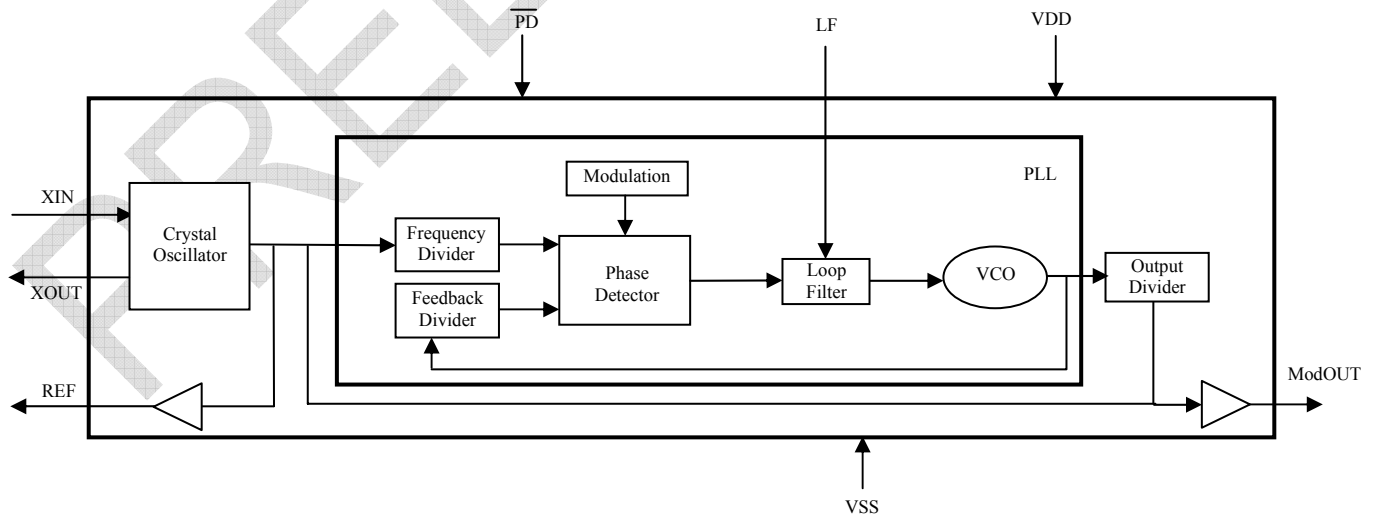 PD
LF
VDD
PLL
Modulation
XIN
Crystal
Oscillator
Frequency
Divider
Phase
Detector
Loop
Filter
VCO
Output
Divider
XOUT
Feedback
Divider
REF
ModOUT
VSS